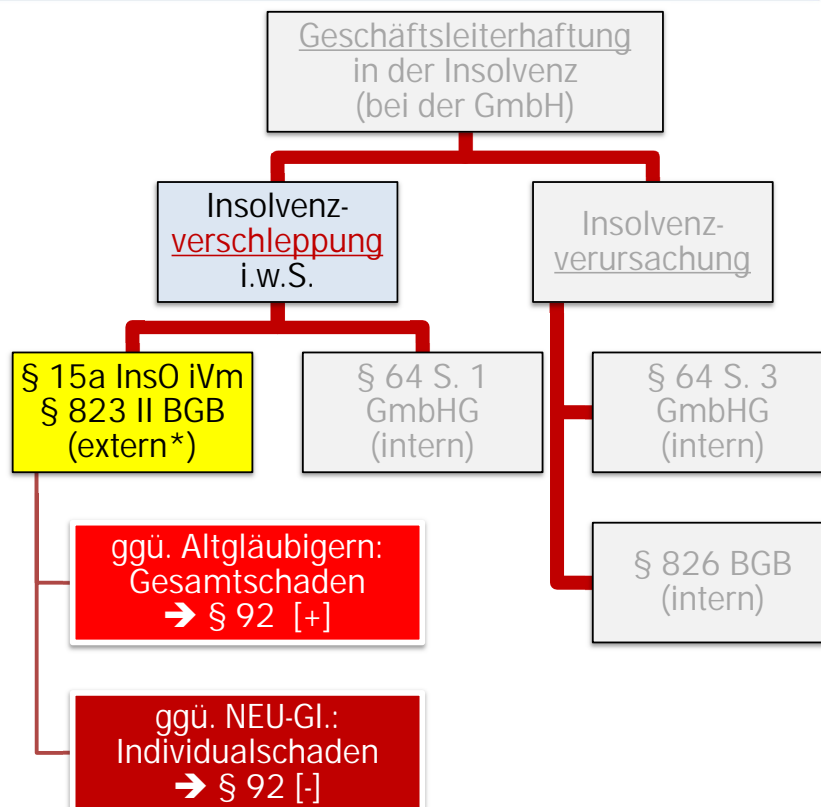 Geschäftsleiterhaftung
in der Insolvenz
(bei der GmbH)
Insolvenz-
verschleppung
i.w.S.
Insolvenz-
verursachung
§ 15a InsO iVm
§ 823 II BGB
(extern*)
§ 64 S. 1
GmbHG
(intern)
§ 64 S. 3
GmbHG
(intern)
ggü. Altgläubigern:
Gesamtschaden
➔ § 92 [+]
§ 826 BGB
(intern)
ggü. NEU-Gl.:
Individualschaden
➔ § 92 [-]